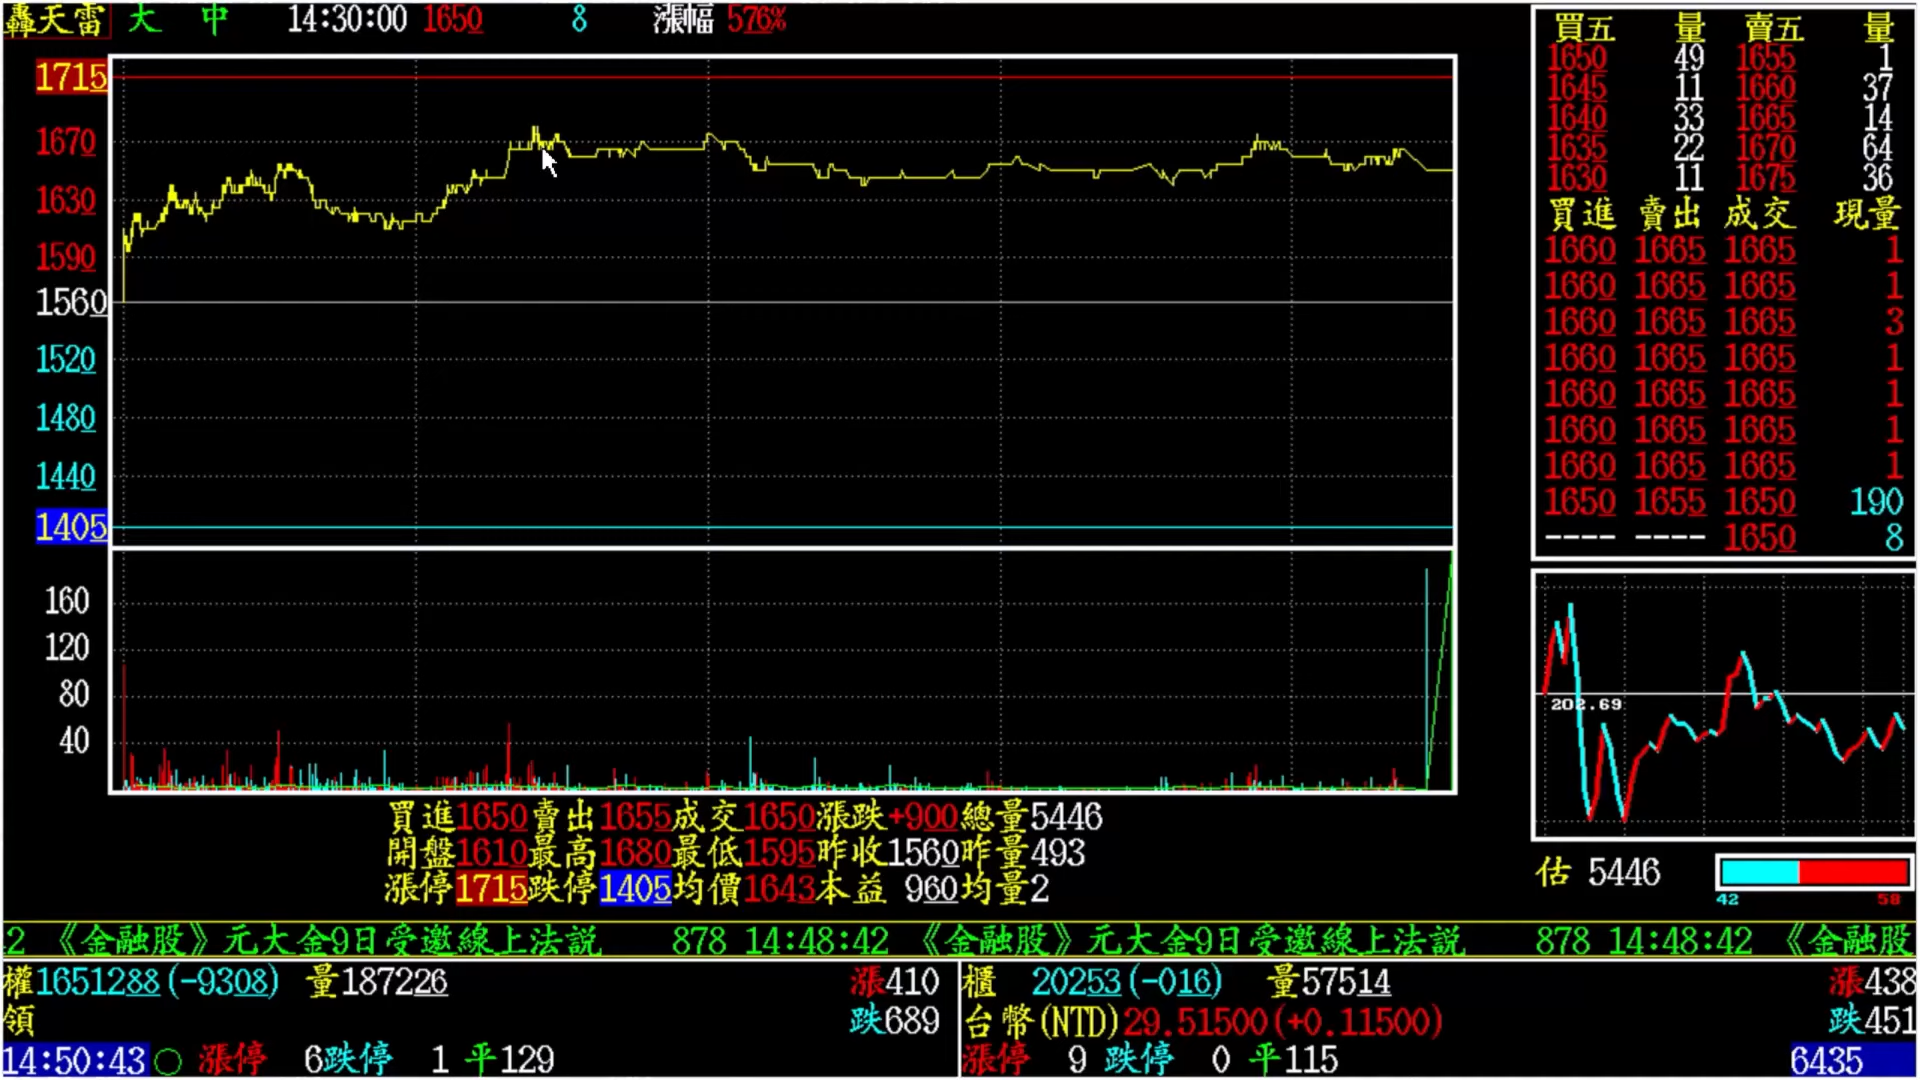 轟天雷 大 中 14:30:00 1650 8 漲幅 576%
1715
1670
1630
1590
1560
1520
1480
1440
1405
160
120
80
40
買進1650賣出1655成交1650漲跌+900總量5446
開盤1610最高1680最低1595昨收1560昨量493
漲停1715跌停1405均價1643本益 960均量2
買五 量 賣五 量
1650 49 1655 1
1645 11 1660 37
1640 33 1665 14
1635 22 1670 64
1630 11 1675 36
買進 賣出 成交 現量
1660 1665 1665 1
1660 1665 1665 1
1660 1665 1665 3
1660 1665 1665 1
1660 1665 1665 1
1660 1665 1665 1
1660 1665 1665 1
1650 1655 1650 190
---- ---- 1650 8
202.69
估 5446
42 58
42 《金融股》元大金9日受邀線上法說 878 14:48:42 《金融股》元大金9日受邀線上法說 878 14:48:42 《金融股
權1651288(-9308) 量187226 漲410
領 跌689
14:50:43 漲停 6跌停 1 平129
櫃 20253(-016) 量57514 漲438
台幣(NTD)29.51500(+0.11500) 跌451
漲停 9 跌停 0 平115 6435